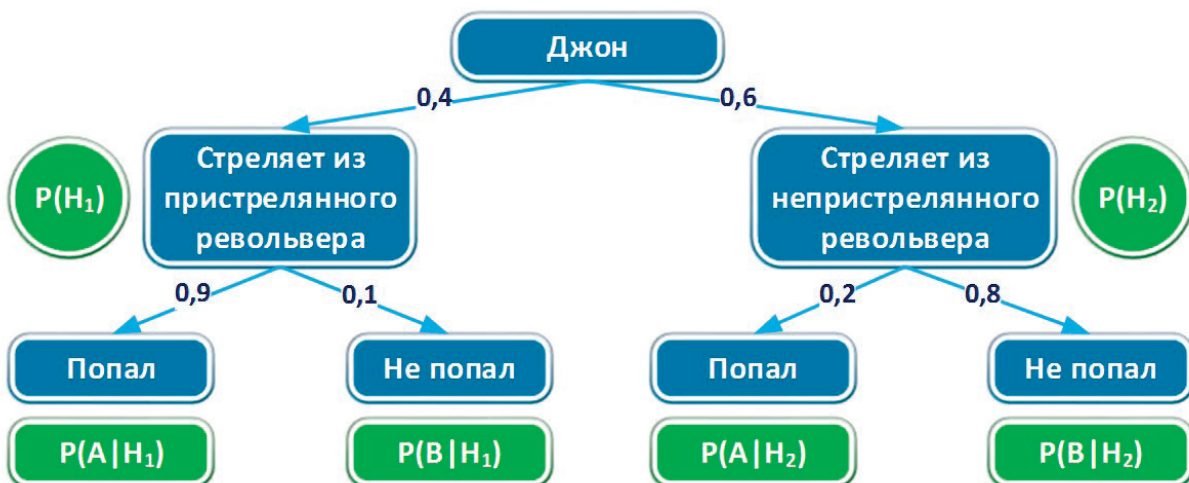 Джон
0,4
0,6
P(H₁)
Стреляет из
пристрелянного
револьвера
Стреляет из
непристрелянного
револьвера
P(H₂)
0,9
0,1
0,2
0,8
Попал
Не попал
Попал
Не попал
P(A|H₁)
P(B|H₁)
P(A|H₂)
P(B|H₂)